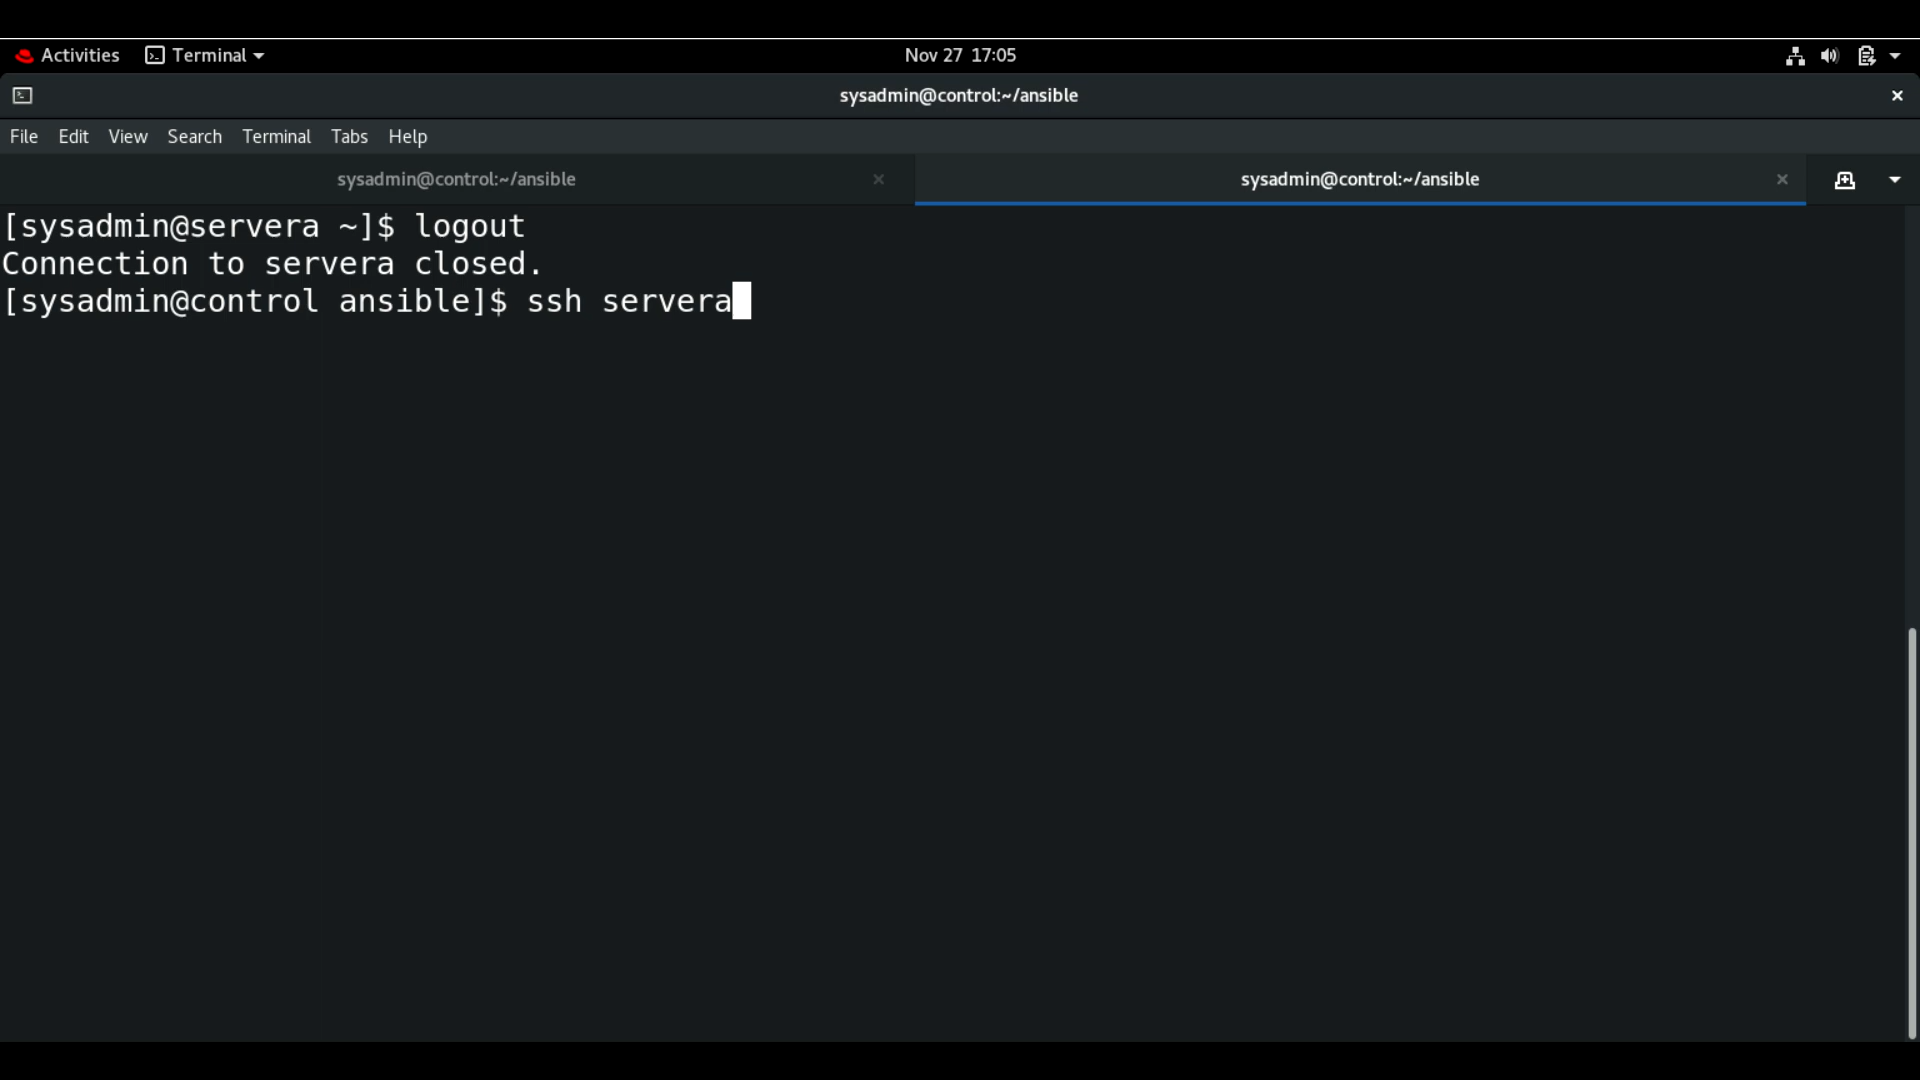 Activities Terminal Nov 27 17:05
sysadmin@control:~/ansible
File Edit View Search Terminal Tabs Help
sysadmin@control:~/ansible sysadmin@control:~/ansible
[sysadmin@servera ~]$ logout
Connection to servera closed.
[sysadmin@control ansible]$ ssh servera